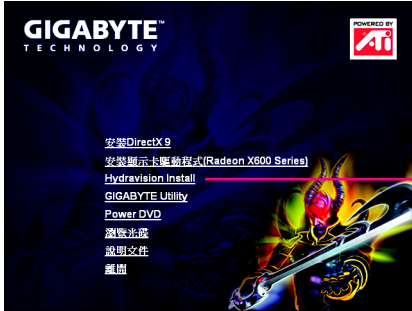 GIGABYTE™
TECHNOLOGY
POWERED BY
ATi
安裝DirectX 9
安裝顯示卡驅動程式(Radeon X600 Series)
Hydravision Install
GIGABYTE Utility
Power DVD
瀏覽光碟
說明文件
離開